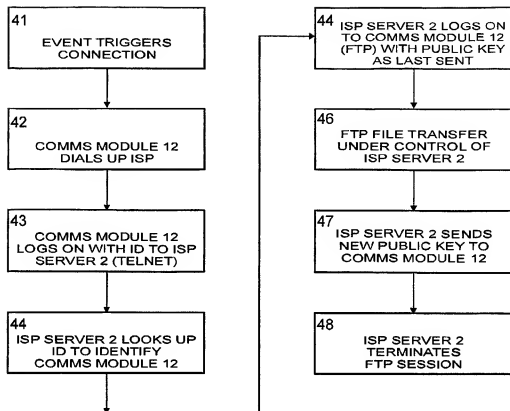 41
EVENT TRIGGERS
CONNECTION
42
COMMS MODULE 12
DIALS UP ISP
43
COMMS MODULE 12
LOGS ON WITH ID TO ISP
SERVER 2 (TELNET)
44
ISP SERVER 2 LOOKS UP
ID TO IDENTIFY
COMMS MODULE 12
44
ISP SERVER 2 LOGS ON
TO COMMS MODULE 12
(FTP) WITH PUBLIC KEY
AS LAST SENT
46
FTP FILE TRANSFER
UNDER CONTROL OF
ISP SERVER 2
47
ISP SERVER 2 SENDS
NEW PUBLIC KEY TO
COMMS MODULE 12
48
ISP SERVER 2
TERMINATES
FTP SESSION